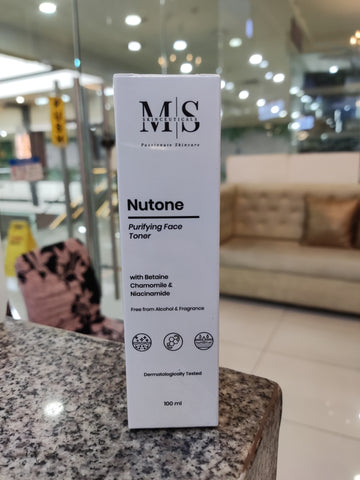 M|S
SKINCEUTICALS
Passionate Skincare
Nutone
Purifying Face
Toner
with Betaine
Chamomile &
Niacinamide
Free from Alcohol & Fragrance
Dermatologically Tested
100 ml